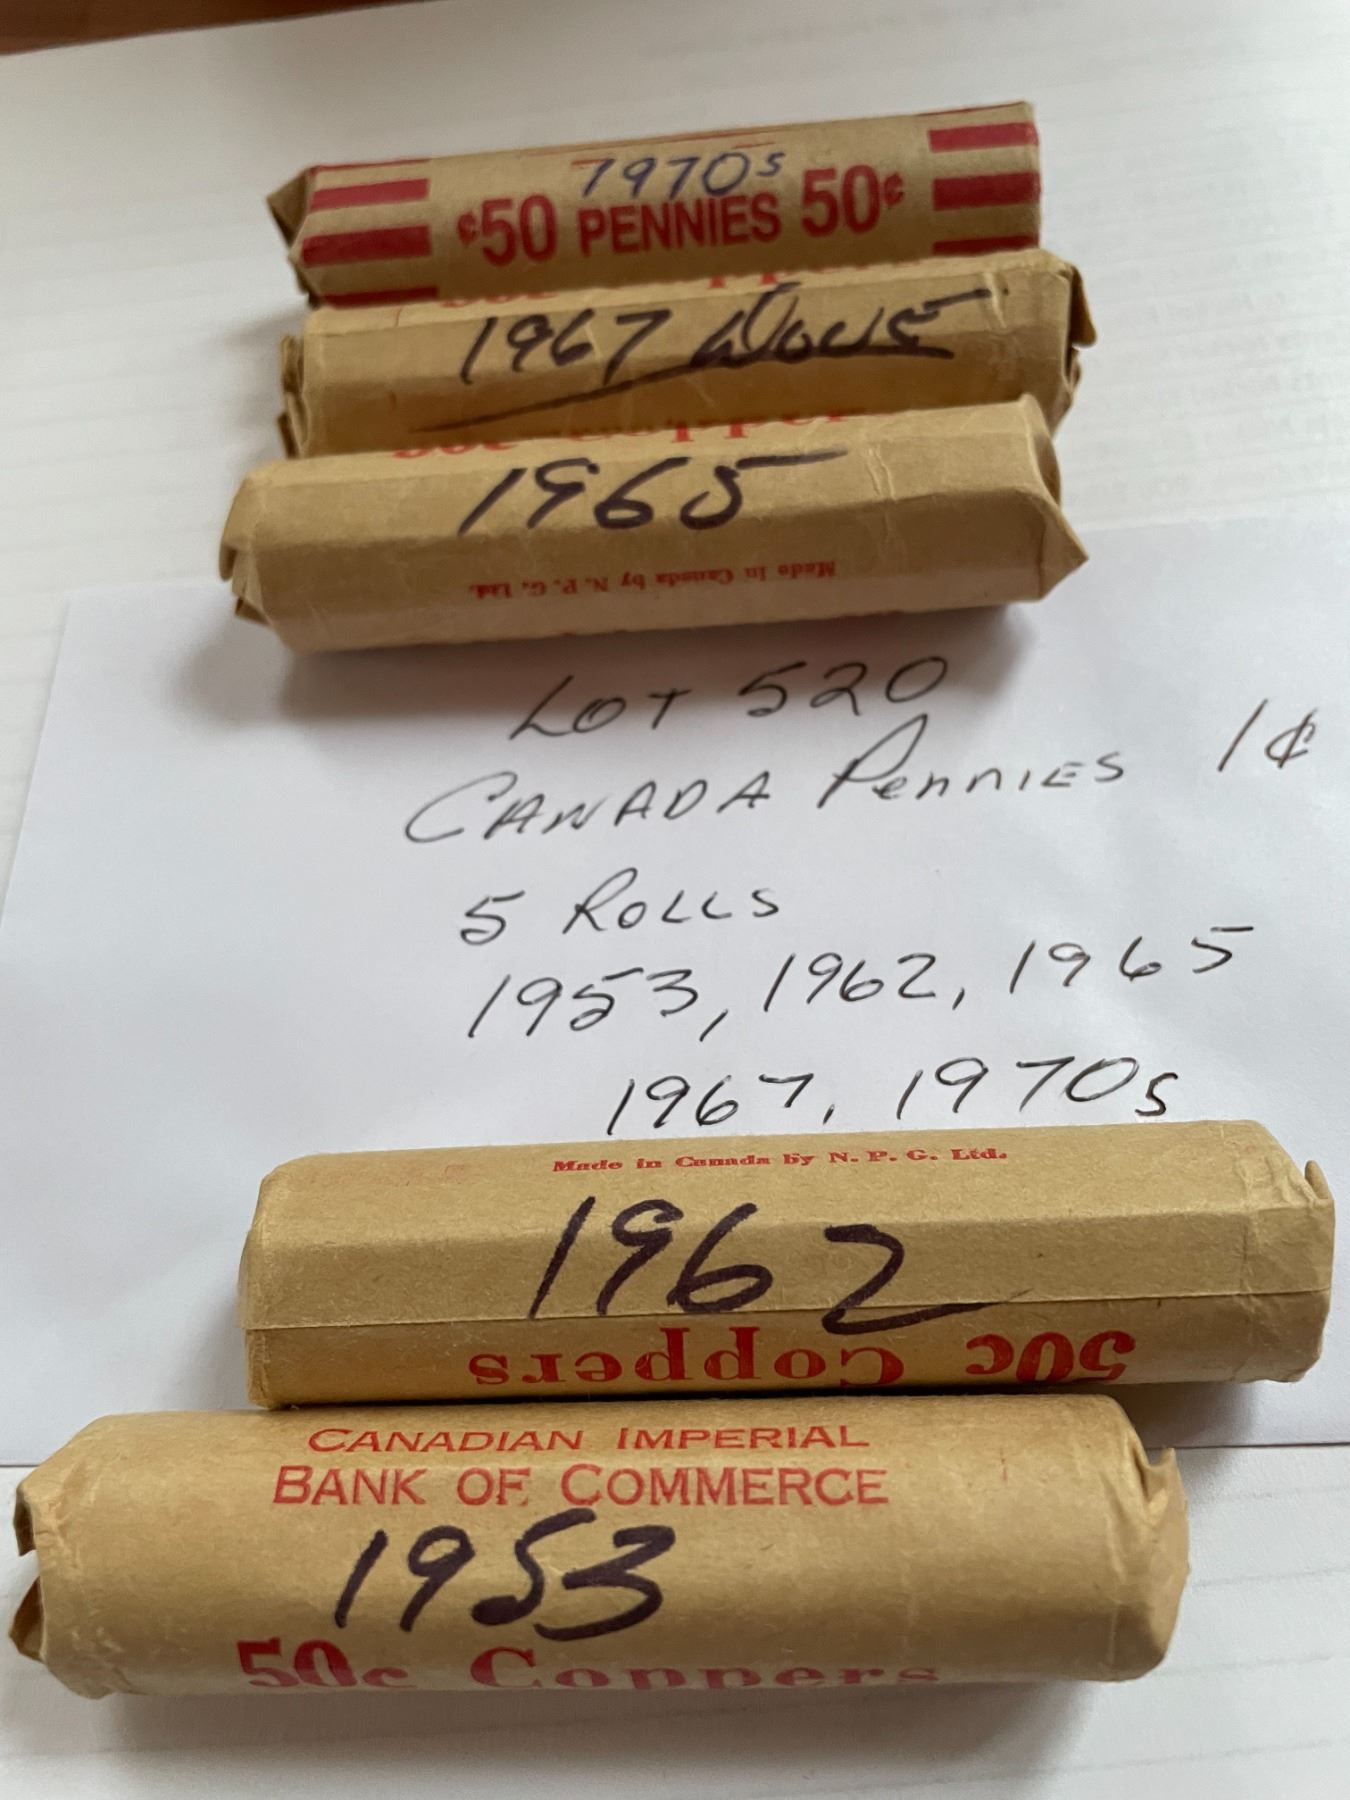 1970s
¢50 PENNIES 50¢
1967 DOVE
1965
Made in Canada by N. P. G. Ltd.
LOT 520
CANADA PENNIES 1¢
5 ROLLS
1953, 1962, 1965
1967, 1970s
Made in Canada by N. P. G. Ltd.
1962
50c Coppers
CANADIAN IMPERIAL
BANK OF COMMERCE
1953
50c Coppers